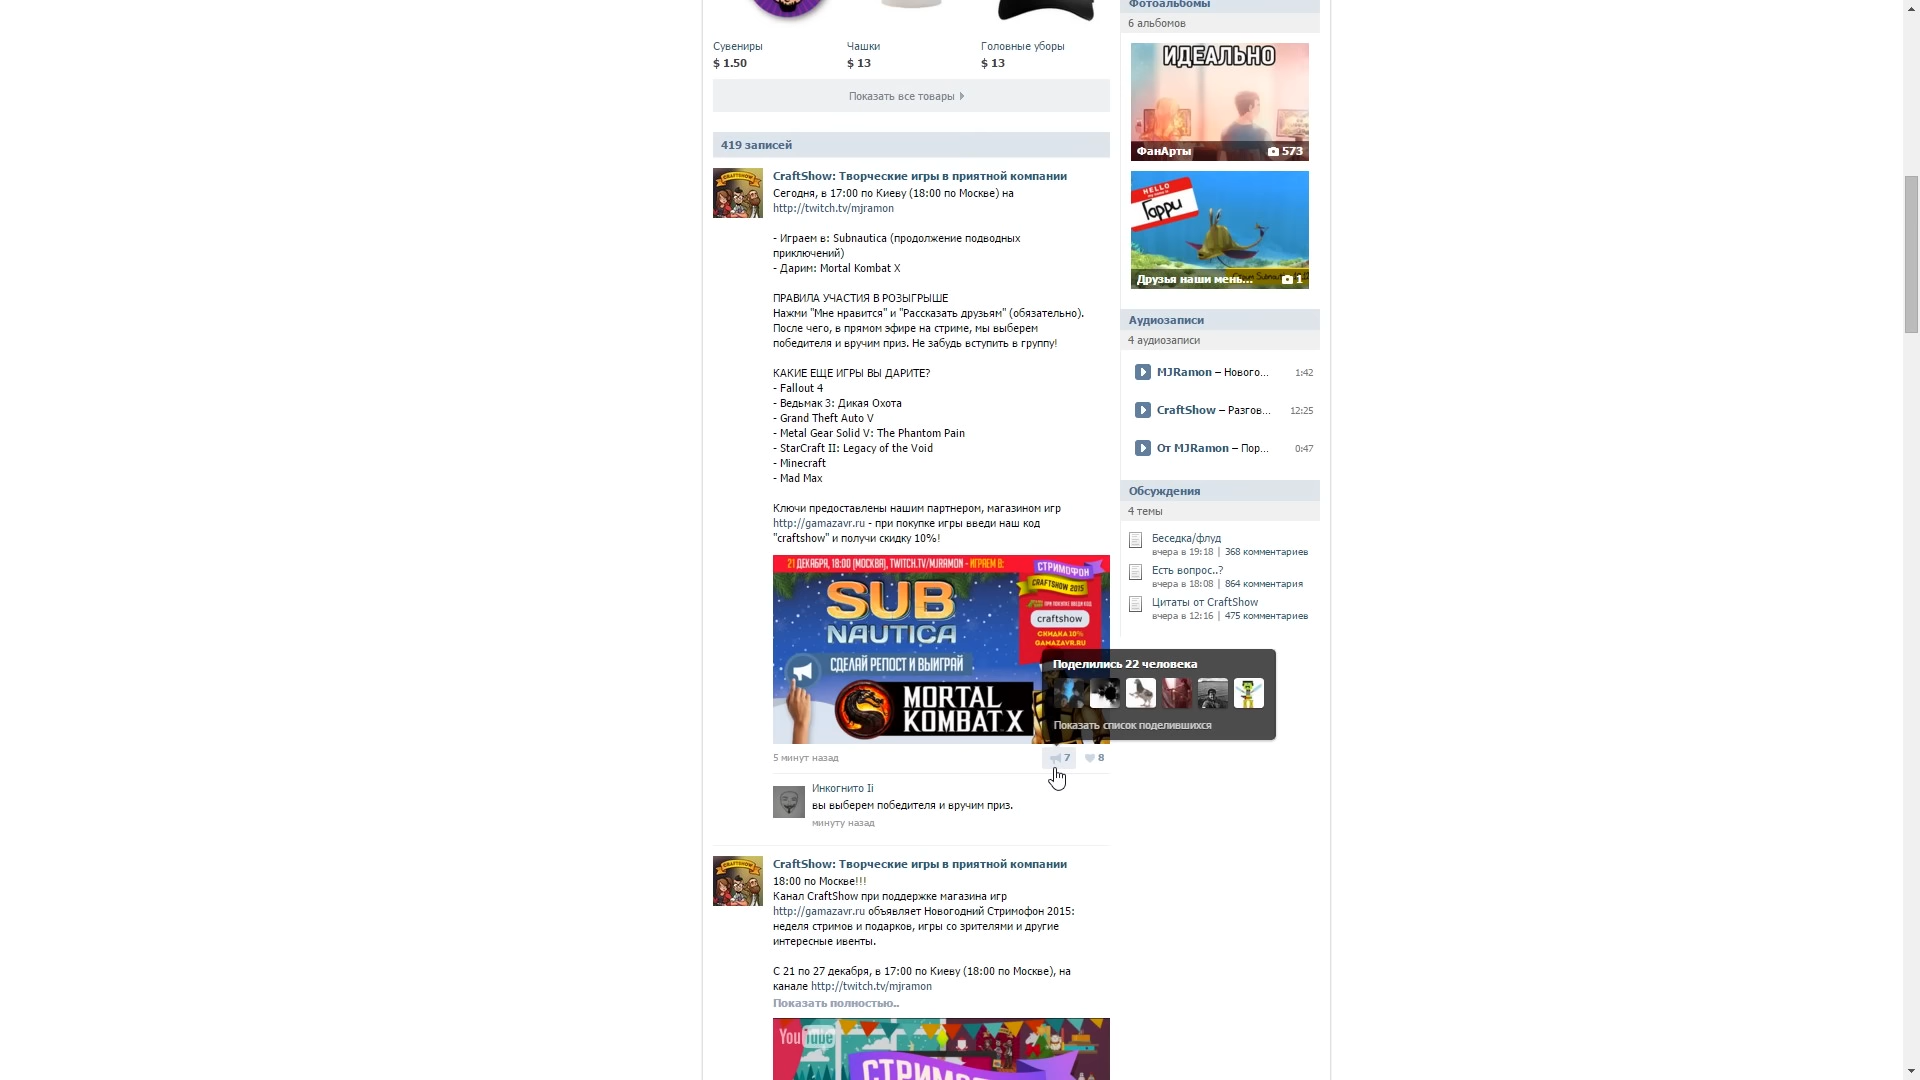 Сувениры
$ 1.50
Чашки
$ 13
Головные уборы
$ 13
Показать все товары
419 записей
CraftShow: Творческие игры в приятной компании
Сегодня, в 17:00 по Киеву (18:00 по Москве) на
http://twitch.tv/mjramon
- Играем в: Subnautica (продолжение подводных
приключений)
- Дарим: Mortal Kombat X
ПРАВИЛА УЧАСТИЯ В РОЗЫГРЫШЕ
Нажми "Мне нравится" и "Рассказать друзьям" (обязательно).
После чего, в прямом эфире на стриме, мы выберем
победителя и вручим приз. Не забудь вступить в группу!
КАКИЕ ЕЩЕ ИГРЫ ВЫ ДАРИТЕ?
- Fallout 4
- Ведьмак 3: Дикая Охота
- Grand Theft Auto V
- Metal Gear Solid V: The Phantom Pain
- StarCraft II: Legacy of the Void
- Minecraft
- Mad Max
Ключи предоставлены нашим партнером, магазином игр
http://gamazavr.ru - при покупке игры введи наш код
"craftshow" и получи скидку 10%!
21 ДЕКАБРЯ, 18:00 (МОСКВА), TWITCH.TV/MJRAMON - ИГРАЕМ В:
SUB
NAUTICA
СДЕЛАЙ РЕПОСТ И ВЫИГРАЙ
MORTAL
KOMBAT X
СТРИМОФОН
CRAFTSHOW 2015
ПРИ ПОКУПКЕ ВВЕДИ КОД
craftshow
СКИДКА 10%
GAMAZAVR.RU
Поделились 22 человека
Показать список поделившихся
5 минут назад
7
8
Инкогнито Ii
вы выберем победителя и вручим приз.
минуту назад
CraftShow: Творческие игры в приятной компании
18:00 по Москве!!!
Канал CraftShow при поддержке магазина игр
http://gamazavr.ru объявляет Новогодний Стримофон 2015:
неделя стримов и подарков, игры со зрителями и другие
интересные ивенты.
С 21 по 27 декабря, в 17:00 по Киеву (18:00 по Москве), на
канале http://twitch.tv/mjramon
Показать полностью..
YouTube
Фотоальбомы
6 альбомов
ИДЕАЛЬНО
ФанАрты
573
HELLO
Гарри
Друзья наши мень...
1
Аудиозаписи
4 аудиозаписи
MJRamon – Нового...
1:42
CraftShow – Разгов...
12:25
От MJRamon – Пор...
0:47
Обсуждения
4 темы
Беседка/флуд
вчера в 19:18 | 368 комментариев
Есть вопрос..?
вчера в 18:08 | 864 комментария
Цитаты от CraftShow
вчера в 12:16 | 475 комментариев